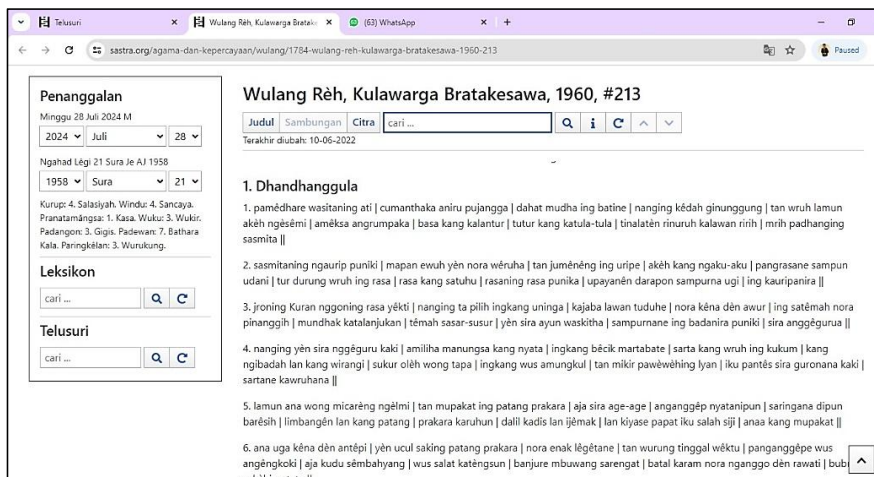 Telusuri
Wulang Rèh, Kulawarga Bratake
(63) WhatsApp
sastra.org/agama-dan-kepercayaan/wulang/1784-wulang-reh-kulawarga-bratakesawa-1960-213
Paused
Penanggalan
Minggu 28 Juli 2024 M
2024 Juli 28
Ngahad Lêgi 21 Sura Je AJ 1958
1958 Sura 21
Kurup: 4. Salasiyah. Windu: 4. Sancaya.
Pranatamăngsa: 1. Kasa. Wuku: 3. Wukir.
Padangon: 3. Gigis. Padewan: 7. Bathara
Kala. Paringkêlan: 3. Wurukung.
Leksikon
cari ...
Telusuri
cari ...
Wulang Rèh, Kulawarga Bratakesawa, 1960, #213
Judul Sambungan Citra cari ...
Terakhir diubah: 10-06-2022
1. Dhandhanggula
1. pamêdhare wasitaning ati | cumanthaka aniru pujangga | dahat mudha ing batine | nanging kêdah ginunggung | tan wruh lamun
akèh ngèsêmi | amêksa angrumpaka | basa kang kalantur | tutur kang katula-tula | tinalatèn rinuruh kalawan ririh | mrih padhanging
sasmita ||
2. sasmitaning ngaurip puniki | mapan ewuh yèn nora wêruha | tan jumênêng ing uripe | akèh kang ngaku-aku | pangrasane sampun
udani | tur durung wruh ing rasa | rasa kang satuhu | rasaning rasa punika | upayanên darapon sampurna ugi | ing kauripanira ||
3. jroning Kuran nggoning rasa yêkti | nanging ta pilih ingkang uninga | kajaba lawan tuduhe | nora kêna dèn awur | ing satêmah nora
pinanggih | mundhak katalanjukan | têmah sasar-susur | yèn sira ayun waskitha | sampurnane ing badanira puniki | sira anggêgurua ||
4. nanging yèn sira nggêguru kaki | amiliha manungsa kang nyata | ingkang bêcik martabate | sarta kang wruh ing kukum | kang
ngibadah lan kang wirangi | sukur olèh wong tapa | ingkang wus amungkul | tan mikir pawèwèhing lyan | iku pantês sira guronana kaki |
sartane kawruhana ||
5. lamun ana wong micarèng ngèlmi | tan mupakat ing patang prakara | aja sira age-age | anganggêp nyatanipun | saringana dipun
barêsih | limbangên lan kang patang | prakara karuhun | dalil kadis lan ijêmak | lan kiyase papat iku salah siji | anaa kang mupakat ||
6. ana uga kêna dèn antêpi | yèn ucul saking patang prakara | nora enak lêgêtane | tan wurung tinggal wêktu | panganggêpe wus
angêngkoki | aja kudu sêmbahyang | wus salat katèngsun | banjure mbuwang sarengat | batal karam nora nganggo dèn rawati |